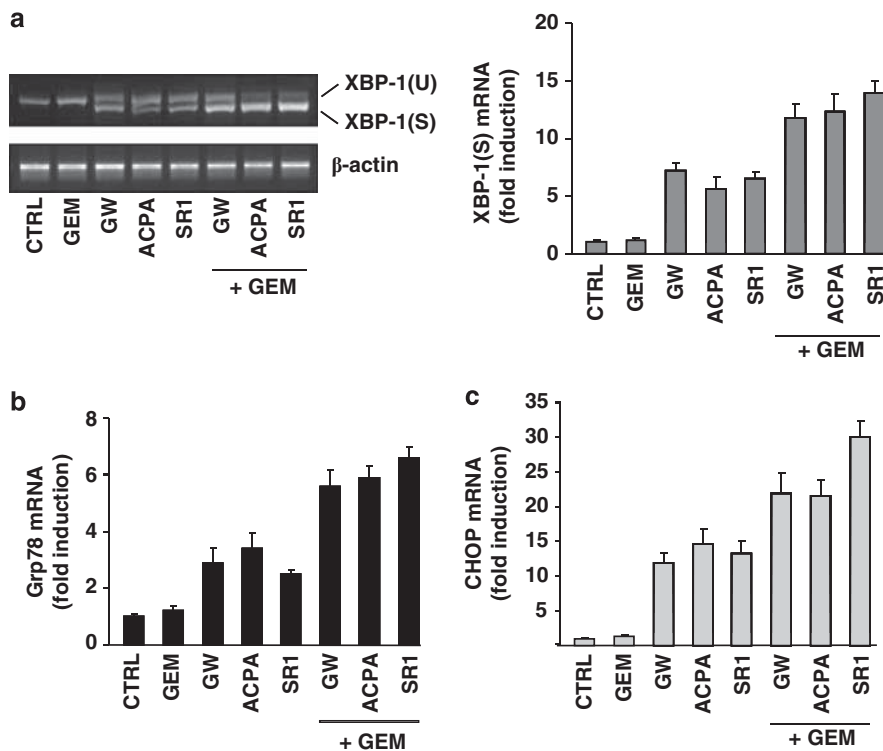 a
XBP-1(U)
XBP-1(S)
β-actin
CTRL
GEM
GW
ACPA
SR1
GW
ACPA
SR1
+ GEM
XBP-1(S) mRNA
(fold induction)
20
15
10
5
0
CTRL
GEM
GW
ACPA
SR1
GW
ACPA
SR1
+ GEM
b
Grp78 mRNA
(fold induction)
8
6
4
2
0
CTRL
GEM
GW
ACPA
SR1
GW
ACPA
SR1
+ GEM
c
CHOP mRNA
(fold induction)
35
30
25
20
15
10
5
CTRL
GEM
GW
ACPA
SR1
GW
ACPA
SR1
+ GEM